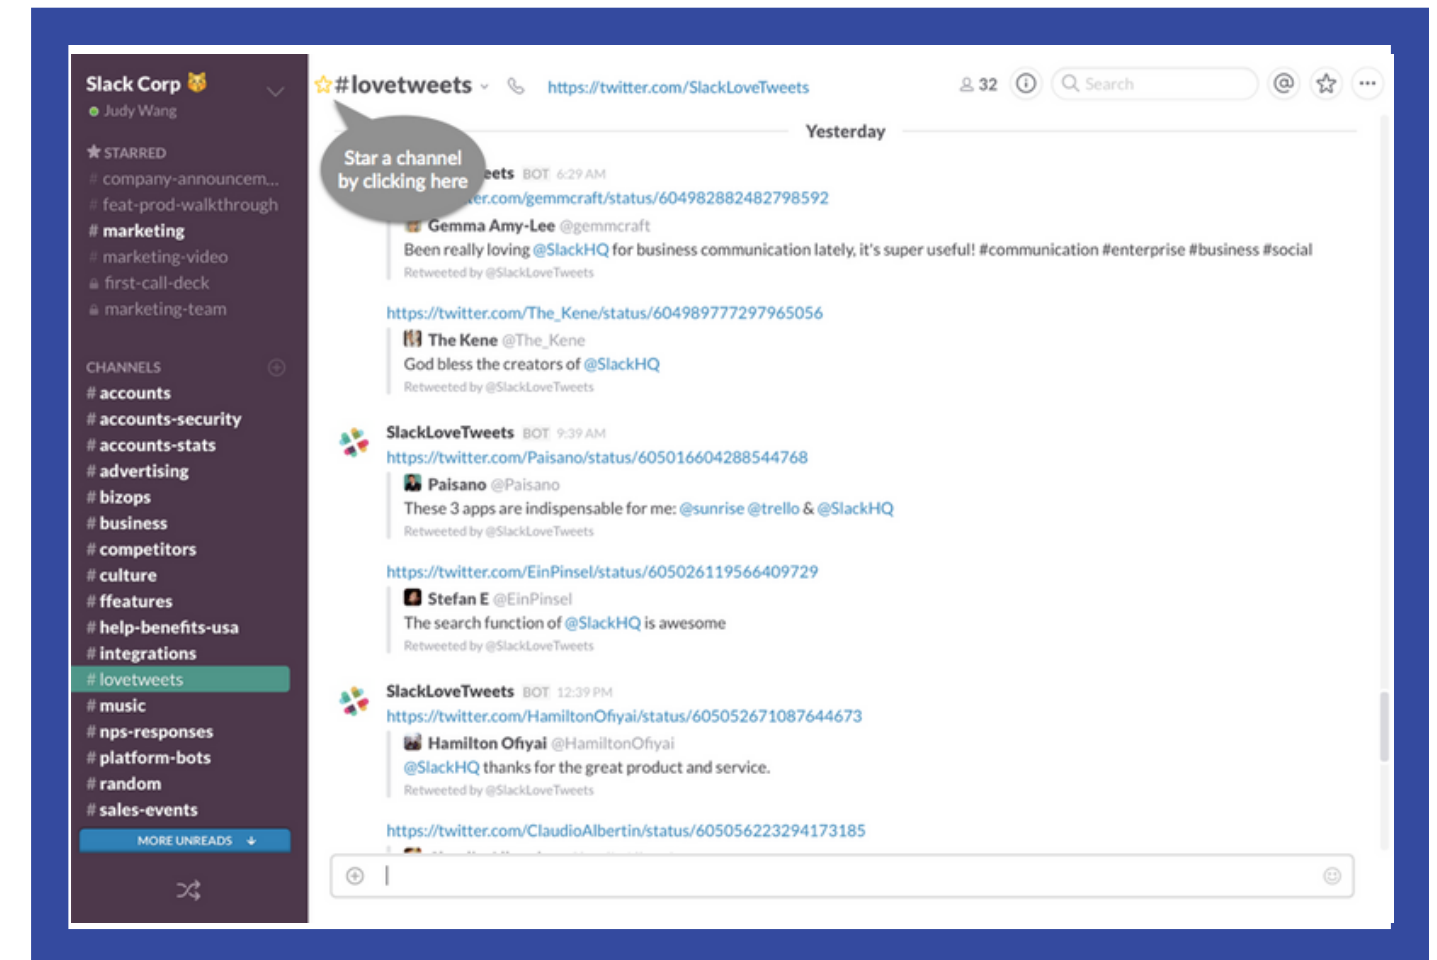 Slack Corp
Judy Wang
STARRED
# company-announcem...
# feat-prod-walkthrough
# marketing
# marketing-video
first-call-deck
marketing-team
CHANNELS
# accounts
# accounts-security
# accounts-stats
# advertising
# bizops
# business
# competitors
# culture
# ffeatures
# help-benefits-usa
# integrations
# lovetweets
# music
# nps-responses
# platform-bots
# random
# sales-events
MORE UNREADS
#lovetweets
https://twitter.com/SlackLoveTweets
32
Search
@
Star a channel
by clicking here
Yesterday
eets BOT 6:29 AM
ter.com/gemmcraft/status/604982882482798592
Gemma Amy-Lee @gemmcraft
Been really loving @SlackHQ for business communication lately, it's super useful! #communication #enterprise #business #social
Retweeted by @SlackLoveTweets
https://twitter.com/The_Kene/status/604989777297965056
The Kene @The_Kene
God bless the creators of @SlackHQ
Retweeted by @SlackLoveTweets
SlackLoveTweets BOT 9:39 AM
https://twitter.com/Paisano/status/605016604288544768
Paisano @Paisano
These 3 apps are indispensable for me: @sunrise @trello & @SlackHQ
Retweeted by @SlackLoveTweets
https://twitter.com/EinPinsel/status/605026119566409729
Stefan E @EinPinsel
The search function of @SlackHQ is awesome
Retweeted by @SlackLoveTweets
SlackLoveTweets BOT 12:39 PM
https://twitter.com/HamiltonOfiyai/status/605052671087644673
Hamilton Ofiyai @HamiltonOfiyai
@SlackHQ thanks for the great product and service.
Retweeted by @SlackLoveTweets
https://twitter.com/ClaudioAlbertin/status/605056223294173185